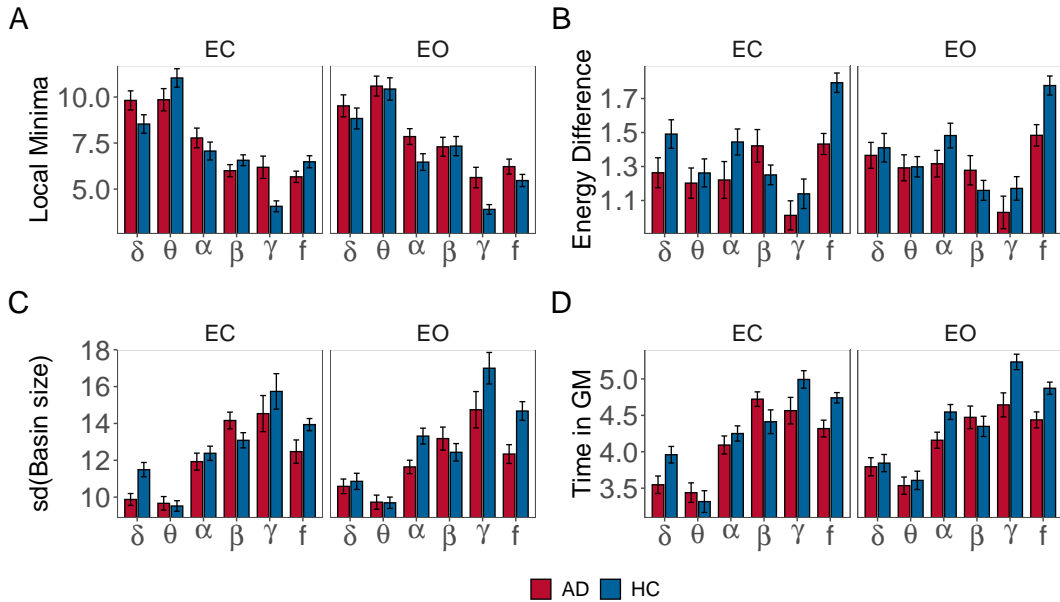 A
EC
EO
Local Minima
10.0
7.5
5.0
δ θ α β γ f
δ θ α β γ f
B
EC
EO
Energy Difference
1.7
1.5
1.3
1.1
δ θ α β γ f
δ θ α β γ f
C
EC
EO
sd(Basin size)
18
16
14
12
10
δ θ α β γ f
δ θ α β γ f
D
EC
EO
Time in GM
5.0
4.5
4.0
3.5
δ θ α β γ f
δ θ α β γ f
AD HC